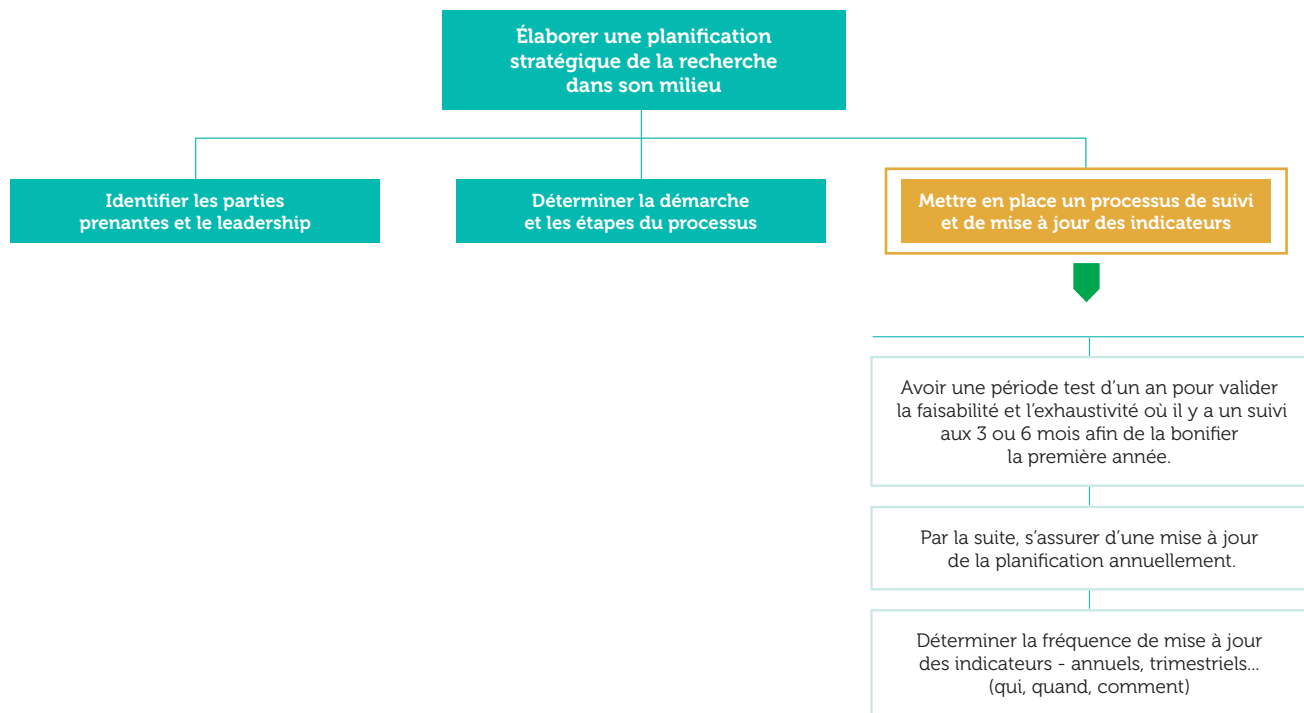 Élaborer une planification
stratégique de la recherche
dans son milieu
Identifier les parties
prenantes et le leadership
Déterminer la démarche
et les étapes du processus
Mettre en place un processus de suivi
et de mise à jour des indicateurs
Avoir une période test d’un an pour valider
la faisabilité et l’exhaustivité où il y a un suivi
aux 3 ou 6 mois afin de la bonifier
la première année.
Par la suite, s’assurer d’une mise à jour
de la planification annuellement.
Déterminer la fréquence de mise à jour
des indicateurs - annuels, trimestriels...
(qui, quand, comment)